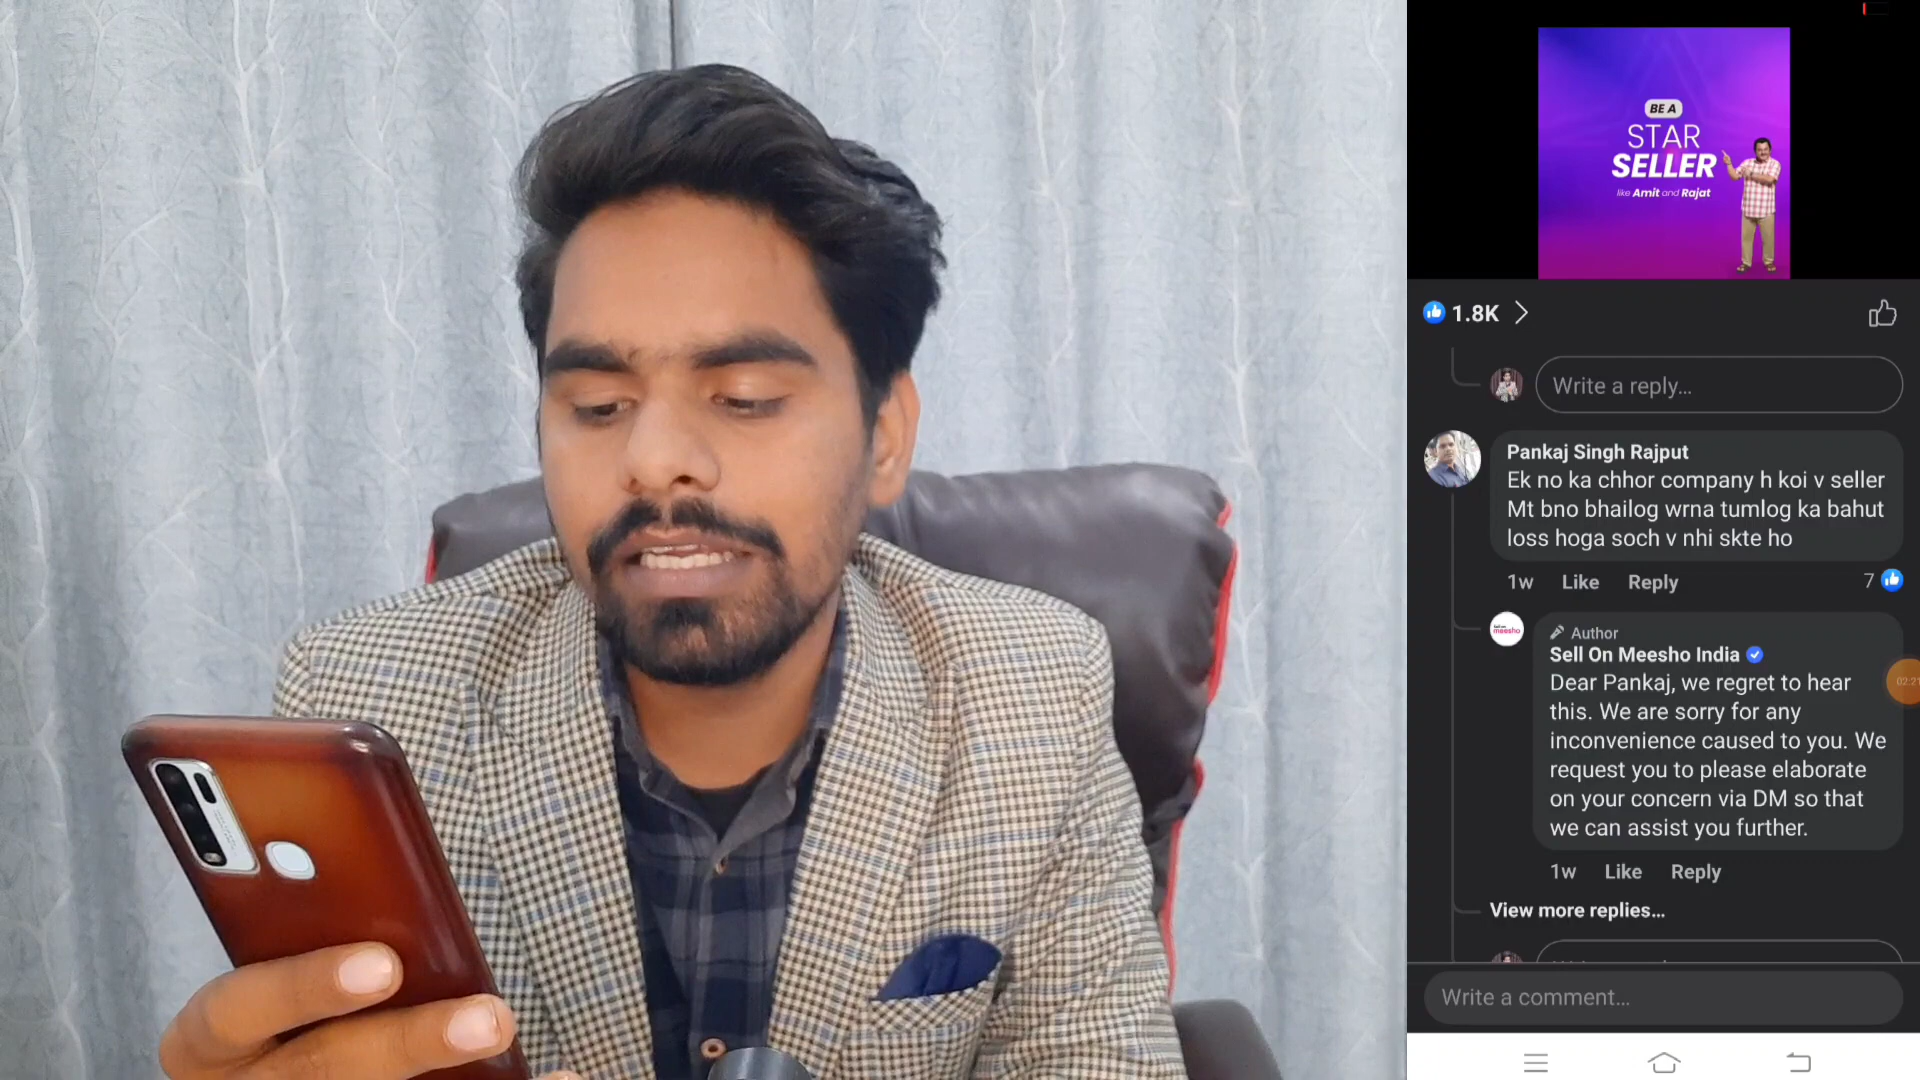 BE A
STAR
SELLER
like Amit and Rajat
1.8K
Write a reply...
Pankaj Singh Rajput
Ek no ka chhor company h koi v seller
Mt bno bhailog wrna tumlog ka bahut
loss hoga soch v nhi skte ho
1w Like Reply 7
meesho
Author
Sell On Meesho India
Dear Pankaj, we regret to hear
this. We are sorry for any
inconvenience caused to you. We
request you to please elaborate
on your concern via DM so that
we can assist you further.
1w Like Reply
View more replies...
Write a comment...